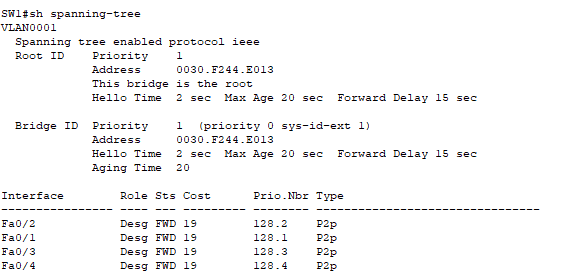 SW1#sh spanning-tree
VLAN0001
  Spanning tree enabled protocol ieee
  Root ID    Priority    1
             Address     0030.F244.E013
             This bridge is the root
             Hello Time  2 sec  Max Age 20 sec  Forward Delay 15 sec

  Bridge ID  Priority    1  (priority 0 sys-id-ext 1)
             Address     0030.F244.E013
             Hello Time  2 sec  Max Age 20 sec  Forward Delay 15 sec
             Aging Time  20

Interface        Role Sts Cost      Prio.Nbr Type
---------------- ---- --- --------- -------- --------------------------------
Fa0/2            Desg FWD 19        128.2    P2p
Fa0/1            Desg FWD 19        128.1    P2p
Fa0/3            Desg FWD 19        128.3    P2p
Fa0/4            Desg FWD 19        128.4    P2p